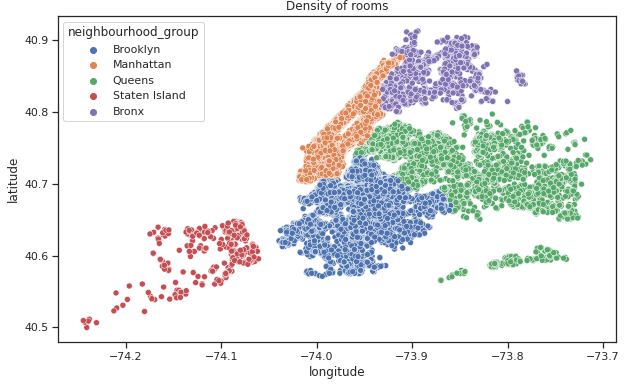 Density of rooms
neighbourhood_group
Brooklyn
Manhattan
Queens
Staten Island
Bronx
latitude
40.9
40.8
40.7
40.6
40.5
−74.2 −74.1 −74.0 −73.9 −73.8 −73.7
longitude